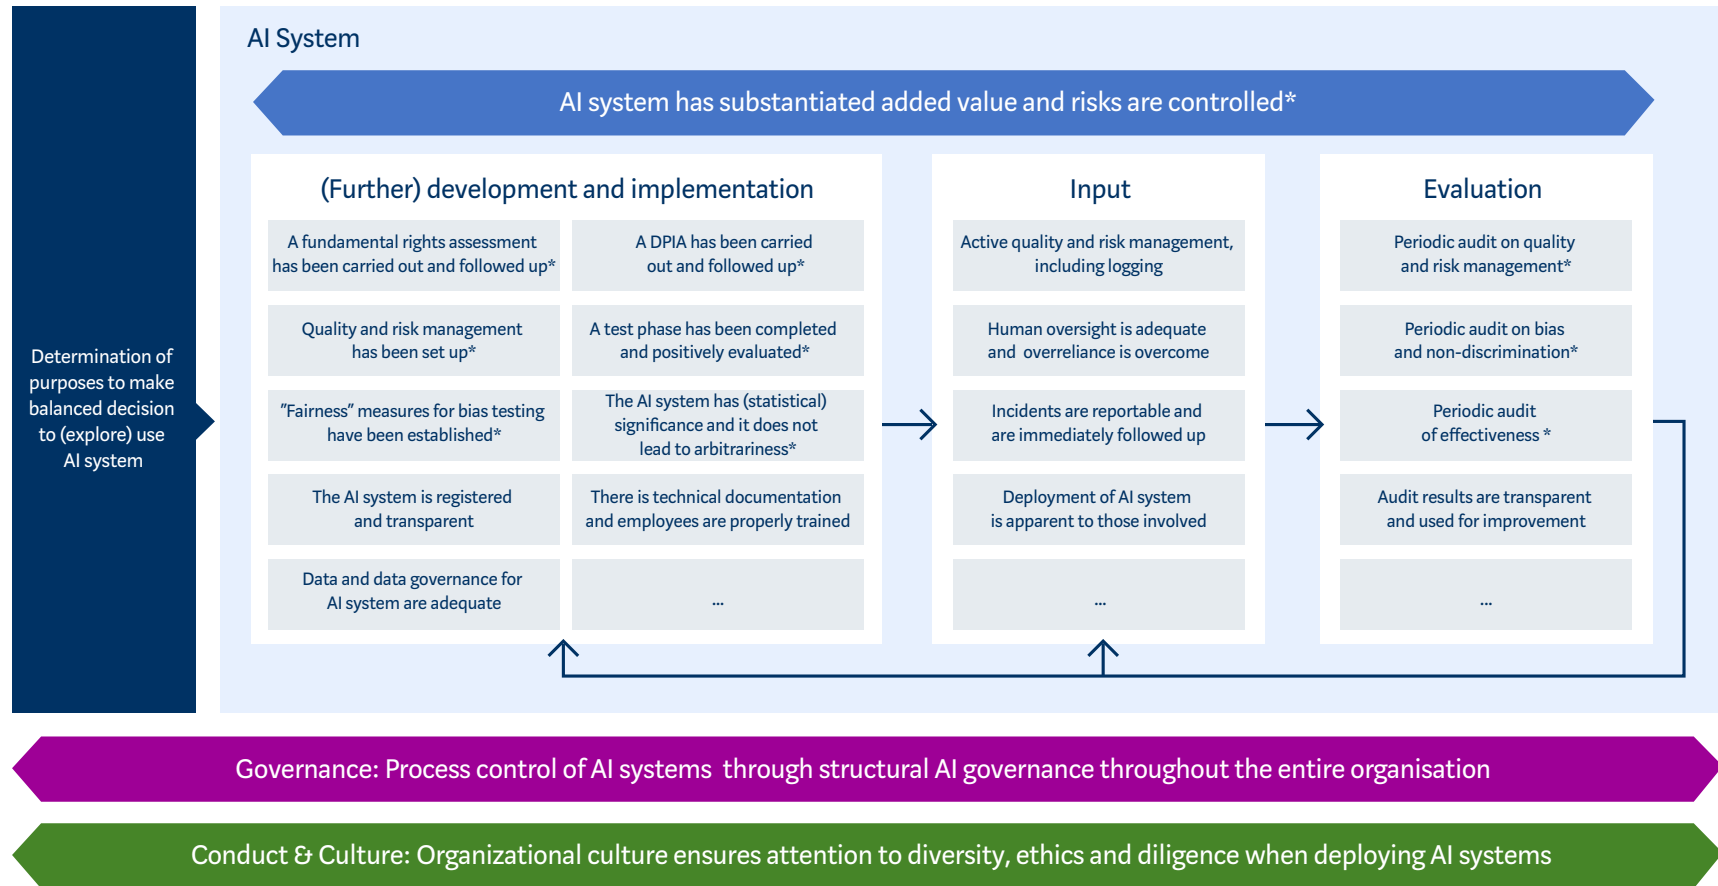 Determination of
purposes to make
balanced decision
to (explore) use
AI system
AI System
AI system has substantiated added value and risks are controlled*
(Further) development and implementation
A fundamental rights assessment
has been carried out and followed up*
A DPIA has been carried
out and followed up*
Quality and risk management
has been set up*
A test phase has been completed
and positively evaluated*
"Fairness" measures for bias testing
have been established*
The AI system has (statistical)
significance and it does not
lead to arbitrariness*
The AI system is registered
and transparent
There is technical documentation
and employees are properly trained
Data and data governance for
AI system are adequate
...
Input
Active quality and risk management,
including logging
Human oversight is adequate
and overreliance is overcome
Incidents are reportable and
are immediately followed up
Deployment of AI system
is apparent to those involved
...
Evaluation
Periodic audit on quality
and risk management*
Periodic audit on bias
and non-discrimination*
Periodic audit
of effectiveness *
Audit results are transparent
and used for improvement
...
Governance: Process control of AI systems through structural AI governance throughout the entire organisation
Conduct & Culture: Organizational culture ensures attention to diversity, ethics and diligence when deploying AI systems